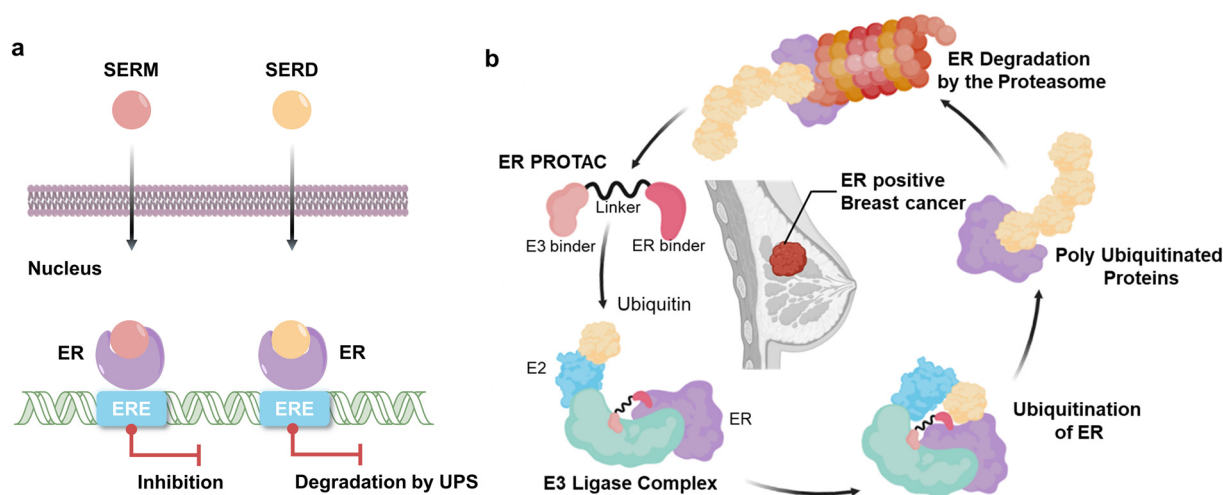 a
SERM
SERD
Nucleus
ER
ER
ERE
ERE
Inhibition
Degradation by UPS
b
ER Degradation
by the Proteasome
ER PROTAC
Linker
E3 binder
ER binder
ER positive
Breast cancer
Poly Ubiquitinated
Proteins
Ubiquitin
E2
ER
E3 Ligase Complex
Ubiquitination
of ER